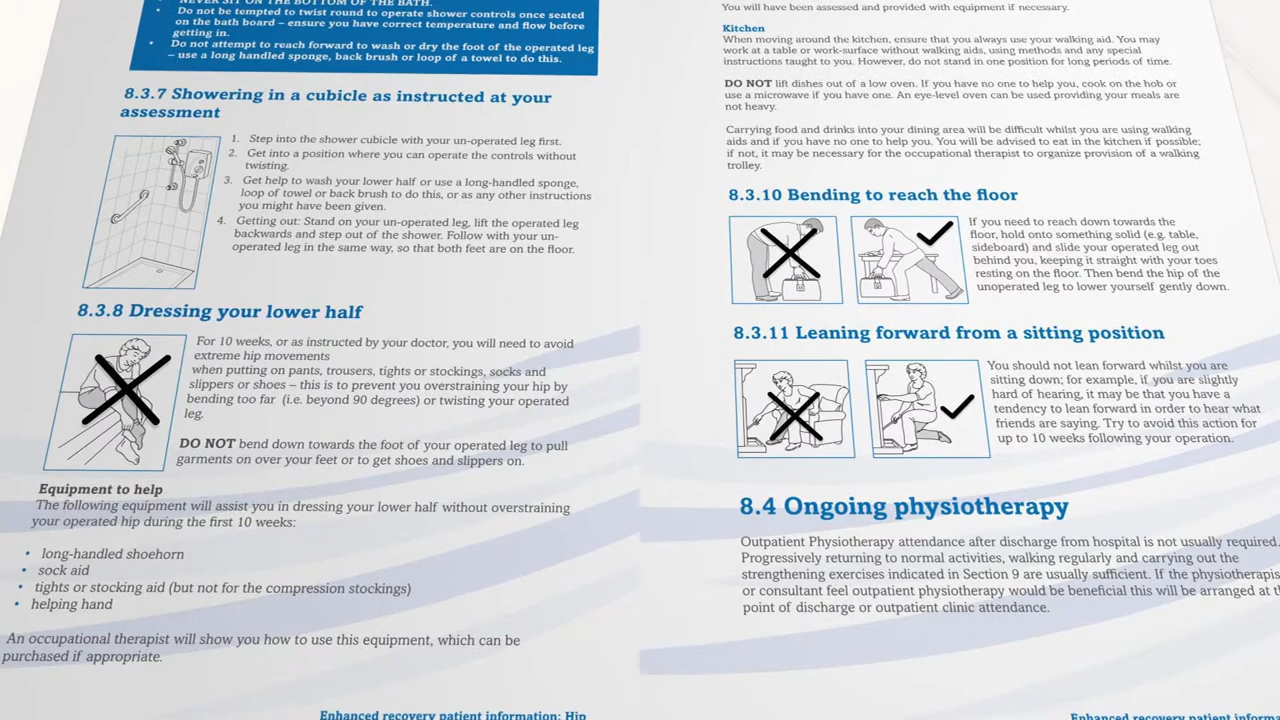 NEVER SIT ON THE BOTTOM OF THE BATH.
• Do not be tempted to twist round to operate shower controls once seated
on the bath board – ensure you have correct temperature and flow before
getting in.
• Do not attempt to reach forward to wash or dry the foot of the operated leg
– use a long handled sponge, back brush or loop of a towel to do this.
8.3.7 Showering in a cubicle as instructed at your
assessment
1. Step into the shower cubicle with your un-operated leg first.
2. Get into a position where you can operate the controls without
twisting.
3. Get help to wash your lower half or use a long-handled sponge,
loop of towel or back brush to do this, or as any other instructions
you might have been given.
4. Getting out: Stand on your un-operated leg, lift the operated leg
backwards and step out of the shower. Follow with your un-
operated leg in the same way, so that both feet are on the floor.
8.3.8 Dressing your lower half
For 10 weeks, or as instructed by your doctor, you will need to avoid
extreme hip movements
when putting on pants, trousers, tights or stockings, socks and
slippers or shoes – this is to prevent you overstraining your hip by
bending too far (i.e. beyond 90 degrees) or twisting your operated
leg.
DO NOT bend down towards the foot of your operated leg to pull
garments on over your feet or to get shoes and slippers on.
Equipment to help
The following equipment will assist you in dressing your lower half without overstraining
your operated hip during the first 10 weeks:
• long-handled shoehorn
• sock aid
• tights or stocking aid (but not for the compression stockings)
• helping hand
An occupational therapist will show you how to use this equipment, which can be
purchased if appropriate.
Enhanced recovery patient information: Hip
You will have been assessed and provided with equipment if necessary.
Kitchen
When moving around the kitchen, ensure that you always use your walking aid. You may
work at a table or work-surface without walking aids, using methods and any special
instructions taught to you. However, do not stand in one position for long periods of time.
DO NOT lift dishes out of a low oven. If you have no one to help you, cook on the hob or
use a microwave if you have one. An eye-level oven can be used providing your meals are
not heavy.
Carrying food and drinks into your dining area will be difficult whilst you are using walking
aids and if you have no one to help you. You will be advised to eat in the kitchen if possible;
if not, it may be necessary for the occupational therapist to organize provision of a walking
trolley.
8.3.10 Bending to reach the floor
If you need to reach down towards the
floor, hold onto something solid (e.g. table,
sideboard) and slide your operated leg out
behind you, keeping it straight with your toes
resting on the floor. Then bend the hip of the
unoperated leg to lower yourself gently down.
8.3.11 Leaning forward from a sitting position
You should not lean forward whilst you are
sitting down; for example, if you are slightly
hard of hearing, it may be that you have a
tendency to lean forward in order to hear what
friends are saying. Try to avoid this action for
up to 10 weeks following your operation.
8.4 Ongoing physiotherapy
Outpatient Physiotherapy attendance after discharge from hospital is not usually required.
Progressively returning to normal activities, walking regularly and carrying out the
strengthening exercises indicated in Section 9 are usually sufficient. If the physiotherapis
or consultant feel outpatient physiotherapy would be beneficial this will be arranged at th
point of discharge or outpatient clinic attendance.
Enhanced recovery patient informa